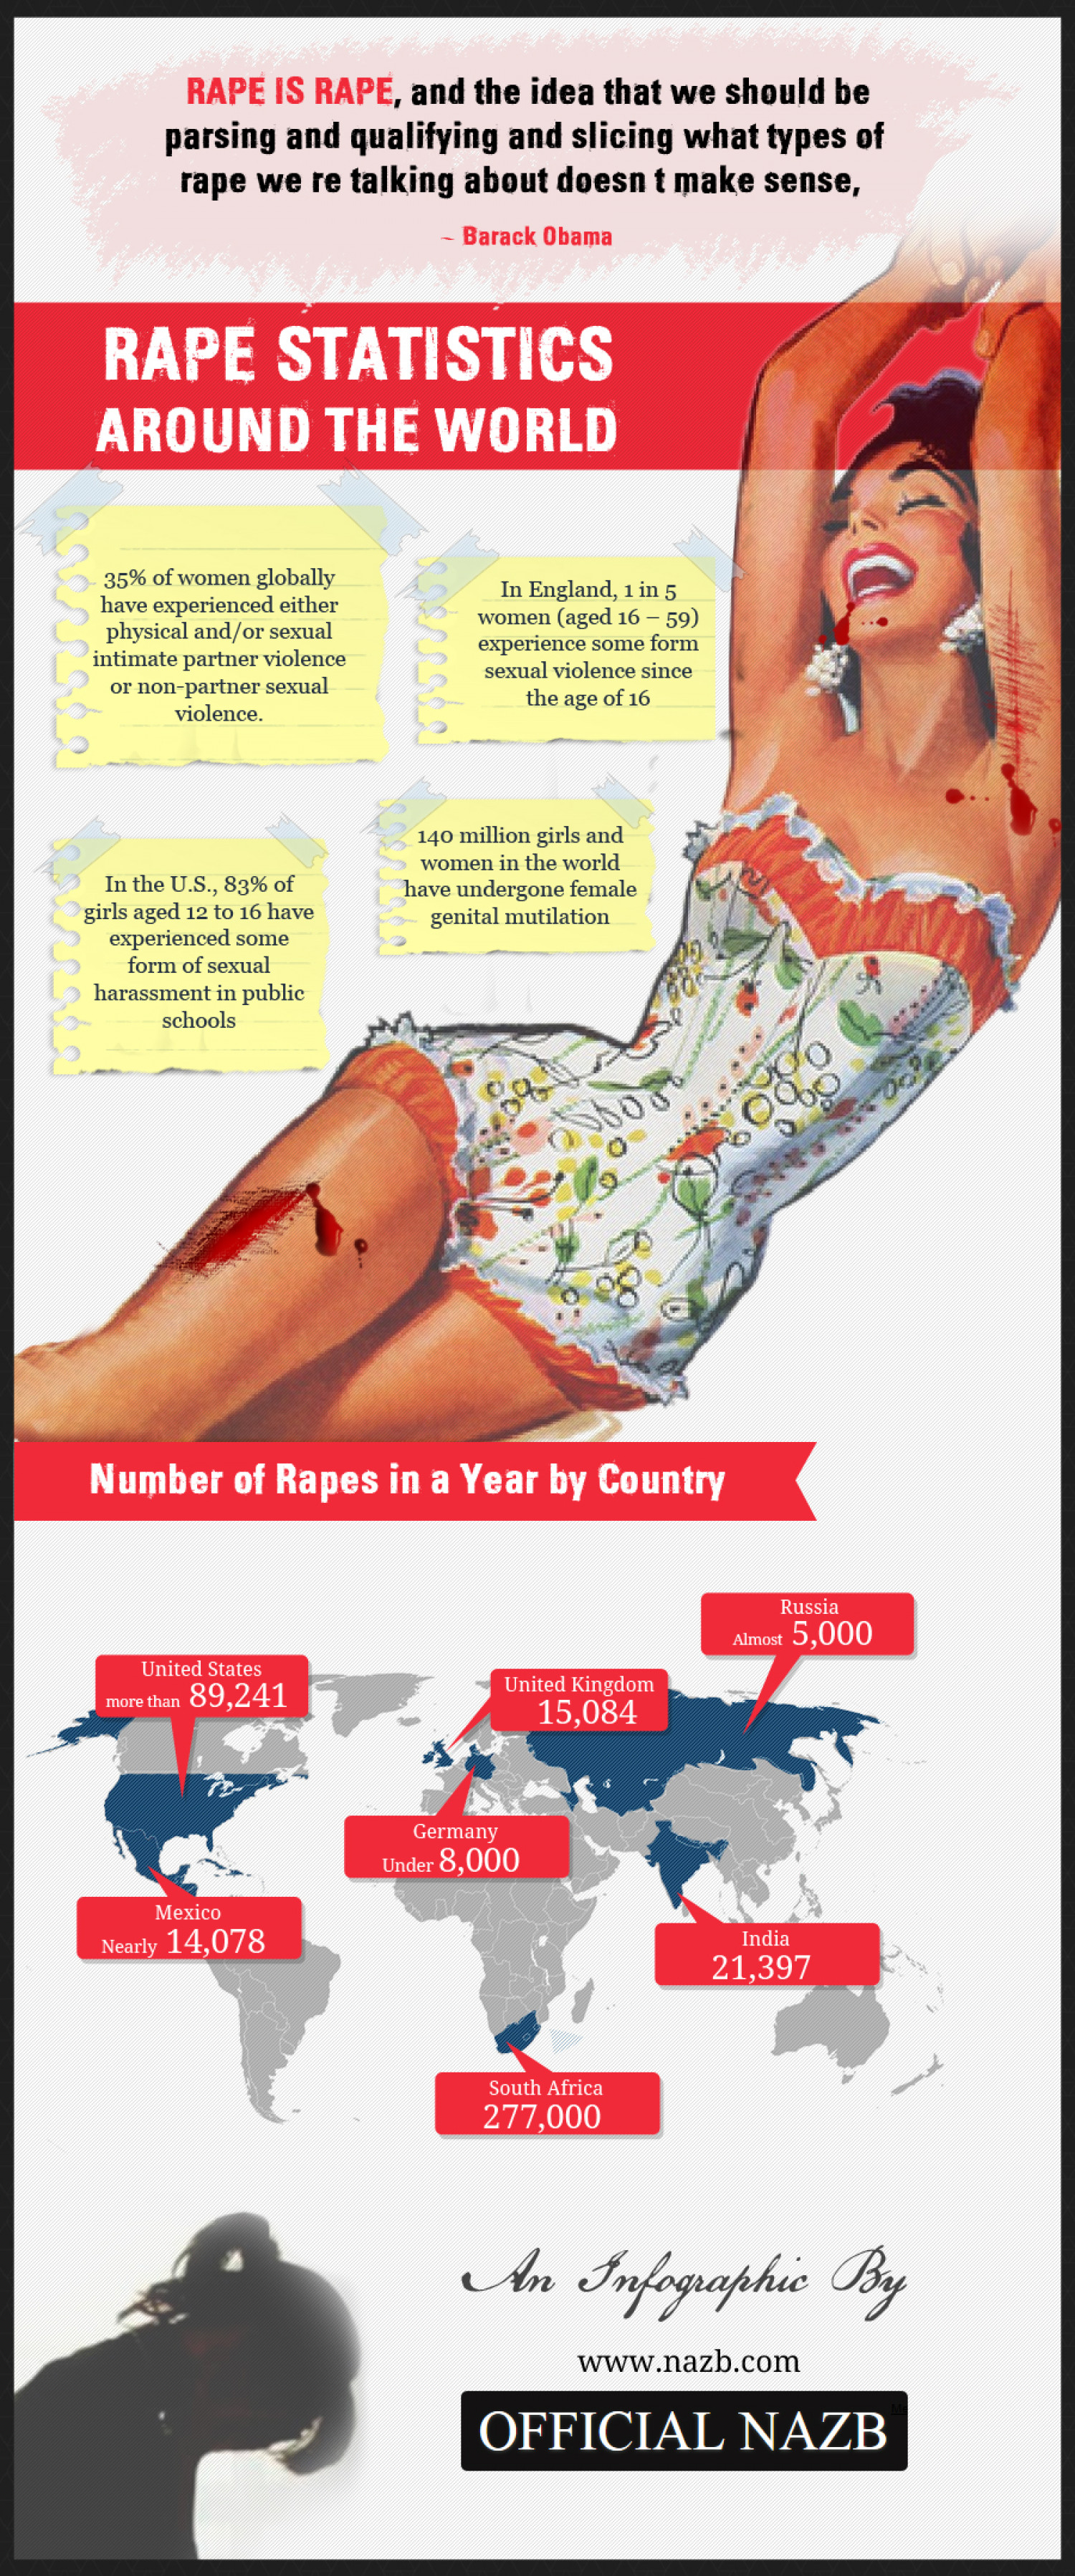 RAPE IS RAPE, and the idea that we should be
parsing and qualifying and slicing what types of
rape we re talking about doesn t make sense,
~ Barack Obama
RAPE STATISTICS
AROUND THE WORLD
35% of women globally
have experienced either
physical and/or sexual
intimate partner violence
or non-partner sexual
violence.
In England, 1 in 5
women (aged 16 – 59)
experience some form
sexual violence since
the age of 16
In the U.S., 83% of
girls aged 12 to 16 have
experienced some
form of sexual
harassment in public
schools
140 million girls and
women in the world
have undergone female
genital mutilation
Number of Rapes in a Year by Country
Russia
Almost 5,000
United States
more than 89,241
United Kingdom
15,084
Germany
Under 8,000
Mexico
Nearly 14,078
India
21,397
South Africa
277,000
An Infographic By
www.nazb.com
OFFICIAL NAZB